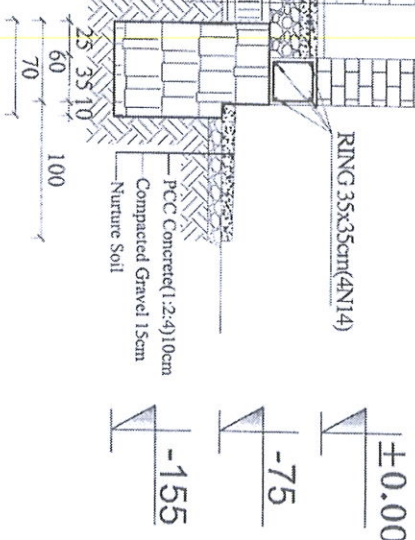 RING 35x35cm(4N14)
±0.00
-75
-155
PCC Concrete(1:2:4)10cm
Compacted Gravel 15cm
Nurture Soil
25 35 10
60
70
100